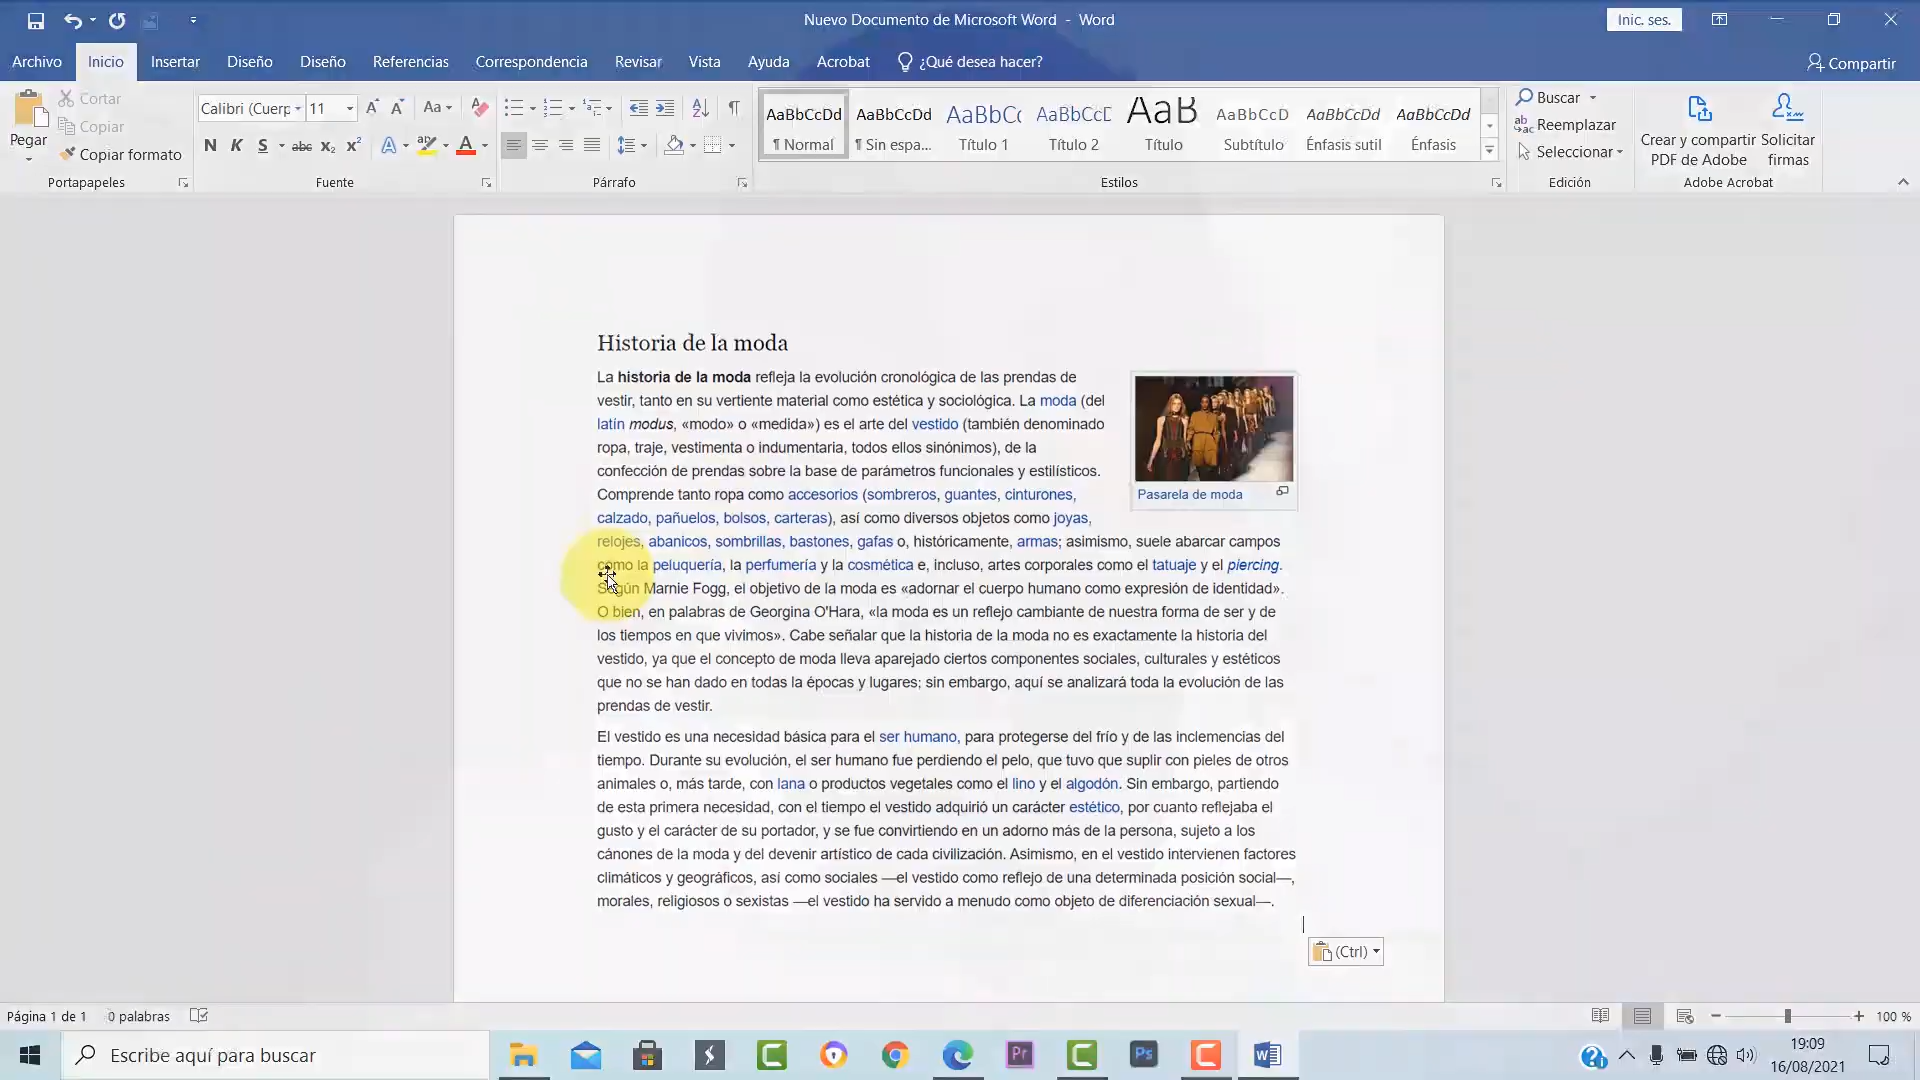 Nuevo Documento de Microsoft Word - Word
Inic. ses.
Archivo Inicio Insertar Diseño Diseño Referencias Correspondencia Revisar Vista Ayuda Acrobat ¿Qué desea hacer? Compartir
Pegar
Cortar
Copiar
Copiar formato
Portapapeles
Calibri (Cuerp 11
Aa
N K S abc x₂ x² A A
Fuente
Párrafo
AaBbCcDd AaBbCcDd AaBbCc AaBbCcD AaB AaBbCcD AaBbCcDd AaBbCcDd
¶ Normal ¶ Sin espa... Título 1 Título 2 Título Subtítulo Énfasis sutil Énfasis
Estilos
Buscar
Reemplazar
Seleccionar
Edición
Crear y compartir PDF de Adobe
Solicitar firmas
Adobe Acrobat
Historia de la moda
La historia de la moda refleja la evolución cronológica de las prendas de
vestir, tanto en su vertiente material como estética y sociológica. La moda (del
latín modus, «modo» o «medida») es el arte del vestido (también denominado
ropa, traje, vestimenta o indumentaria, todos ellos sinónimos), de la
confección de prendas sobre la base de parámetros funcionales y estilísticos.
Comprende tanto ropa como accesorios (sombreros, guantes, cinturones,
calzado, pañuelos, bolsos, carteras), así como diversos objetos como joyas,
relojes, abanicos, sombrillas, bastones, gafas o, históricamente, armas; asimismo, suele abarcar campos
como la peluquería, la perfumería y la cosmética e, incluso, artes corporales como el tatuaje y el piercing.
Según Marnie Fogg, el objetivo de la moda es «adornar el cuerpo humano como expresión de identidad».
O bien, en palabras de Georgina O'Hara, «la moda es un reflejo cambiante de nuestra forma de ser y de
los tiempos en que vivimos». Cabe señalar que la historia de la moda no es exactamente la historia del
vestido, ya que el concepto de moda lleva aparejado ciertos componentes sociales, culturales y estéticos
que no se han dado en todas la épocas y lugares; sin embargo, aquí se analizará toda la evolución de las
prendas de vestir.
Pasarela de moda
El vestido es una necesidad básica para el ser humano, para protegerse del frío y de las inclemencias del
tiempo. Durante su evolución, el ser humano fue perdiendo el pelo, que tuvo que suplir con pieles de otros
animales o, más tarde, con lana o productos vegetales como el lino y el algodón. Sin embargo, partiendo
de esta primera necesidad, con el tiempo el vestido adquirió un carácter estético, por cuanto reflejaba el
gusto y el carácter de su portador, y se fue convirtiendo en un adorno más de la persona, sujeto a los
cánones de la moda y del devenir artístico de cada civilización. Asimismo, en el vestido intervienen factores
climáticos y geográficos, así como sociales —el vestido como reflejo de una determinada posición social—,
morales, religiosos o sexistas —el vestido ha servido a menudo como objeto de diferenciación sexual—.
(Ctrl)
Página 1 de 1 0 palabras
100 %
Escribe aquí para buscar
Pr Ps
19:09
16/08/2021